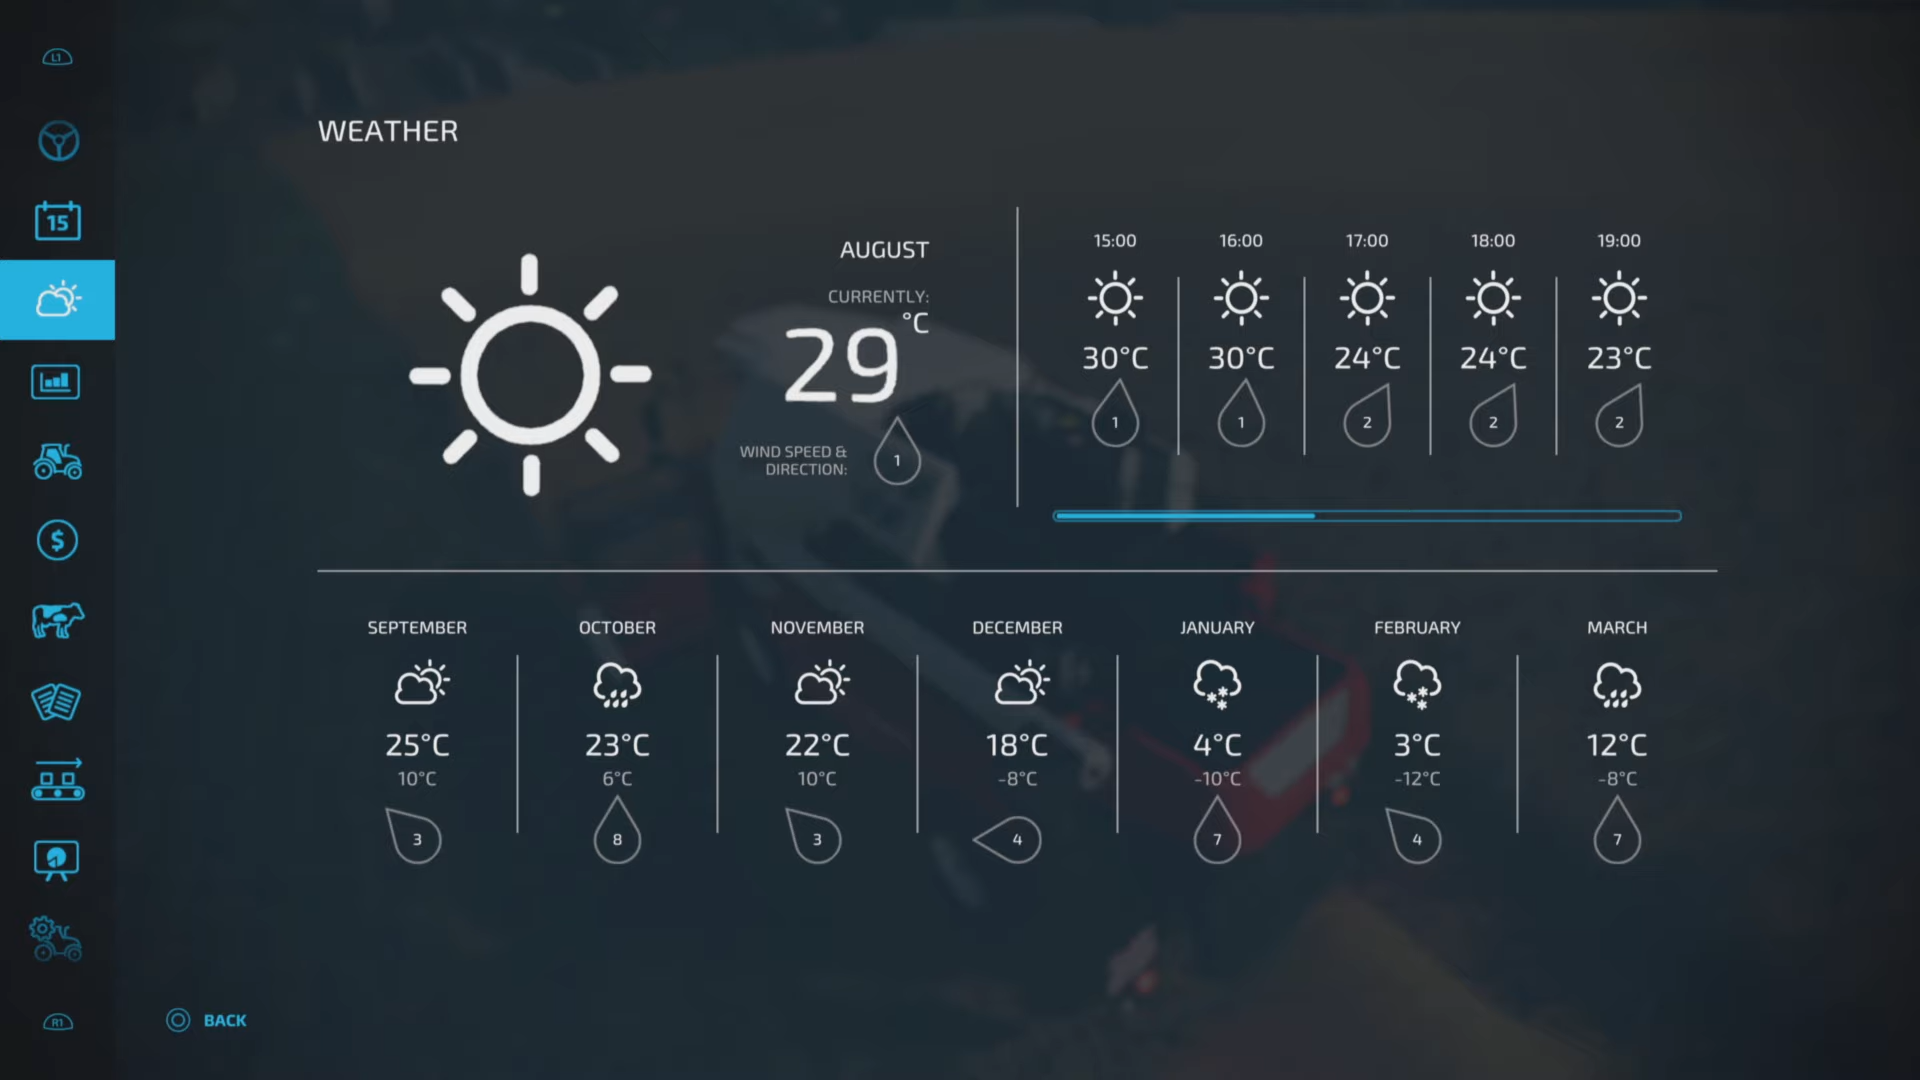 L1
WEATHER
15
AUGUST
CURRENTLY:
29 °C
WIND SPEED &
DIRECTION:
1
15:00 16:00 17:00 18:00 19:00
30°C 30°C 24°C 24°C 23°C
1 1 2 2 2
$
SEPTEMBER OCTOBER NOVEMBER DECEMBER JANUARY FEBRUARY MARCH
25°C 23°C 22°C 18°C 4°C 3°C 12°C
10°C 6°C 10°C -8°C -10°C -12°C -8°C
3 8 3 4 7 4 7
R1
BACK